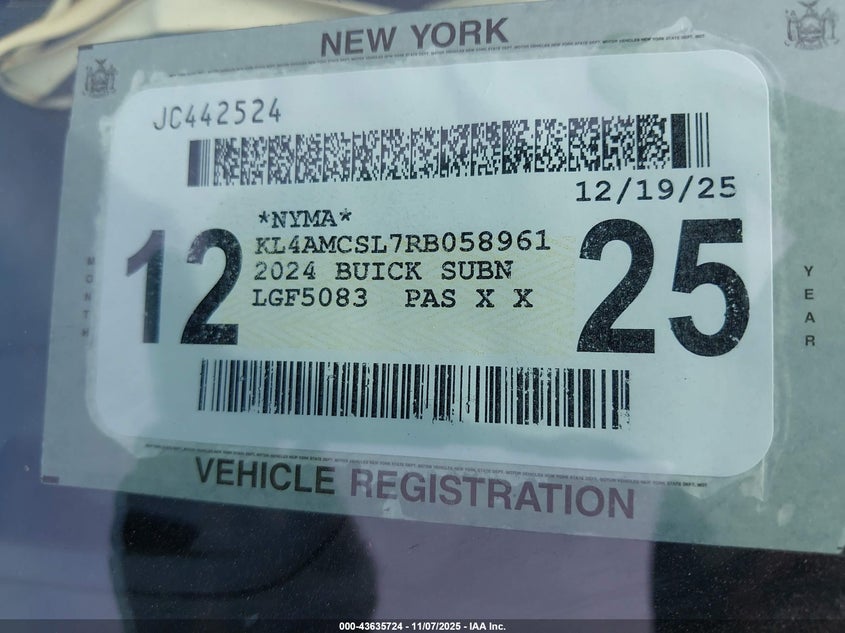 NEW YORK
JC442524
12/19/25
*NYMA*
KL4AMCSL7RB058961
2024 BUICK SUBN
LGF5083 PAS X X
12
25
MONTH
YEAR
VEHICLE REGISTRATION
000-43635724 - 11/07/2025 - IAA Inc.